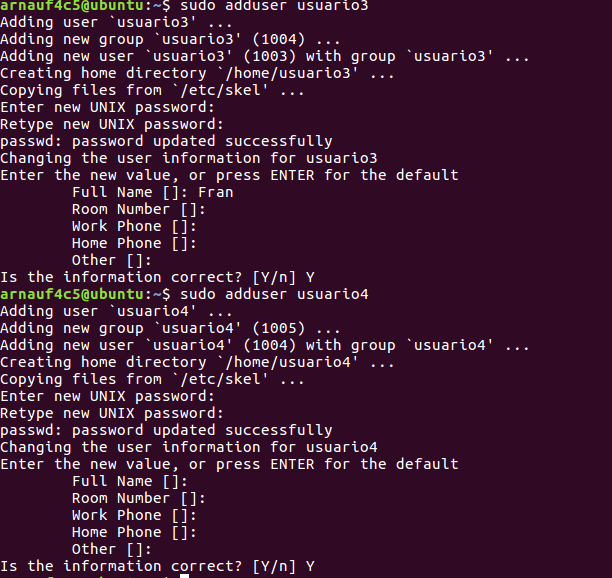 arnauf4c5@ubuntu:~$ sudo adduser usuario3
Adding user `usuario3' ...
Adding new group `usuario3' (1004) ...
Adding new user `usuario3' (1003) with group `usuario3' ...
Creating home directory `/home/usuario3' ...
Copying files from `/etc/skel' ...
Enter new UNIX password:
Retype new UNIX password:
passwd: password updated successfully
Changing the user information for usuario3
Enter the new value, or press ENTER for the default
        Full Name []: Fran
        Room Number []:
        Work Phone []:
        Home Phone []:
        Other []:
Is the information correct? [Y/n] Y
arnauf4c5@ubuntu:~$ sudo adduser usuario4
Adding user `usuario4' ...
Adding new group `usuario4' (1005) ...
Adding new user `usuario4' (1004) with group `usuario4' ...
Creating home directory `/home/usuario4' ...
Copying files from `/etc/skel' ...
Enter new UNIX password:
Retype new UNIX password:
passwd: password updated successfully
Changing the user information for usuario4
Enter the new value, or press ENTER for the default
        Full Name []:
        Room Number []:
        Work Phone []:
        Home Phone []:
        Other []:
Is the information correct? [Y/n] Y